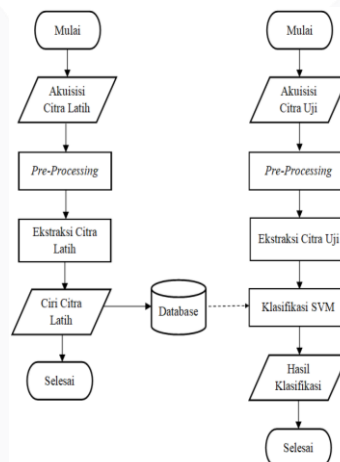 Mulai
Akuisisi
Citra Latih
Pre-Processing
Ekstraksi Citra
Latih
Ciri Citra
Latih
Selesai
Database
Mulai
Akuisisi
Citra Uji
Pre-Processing
Ekstraksi Citra Uji
Klasifikasi SVM
Hasil
Klasifikasi
Selesai